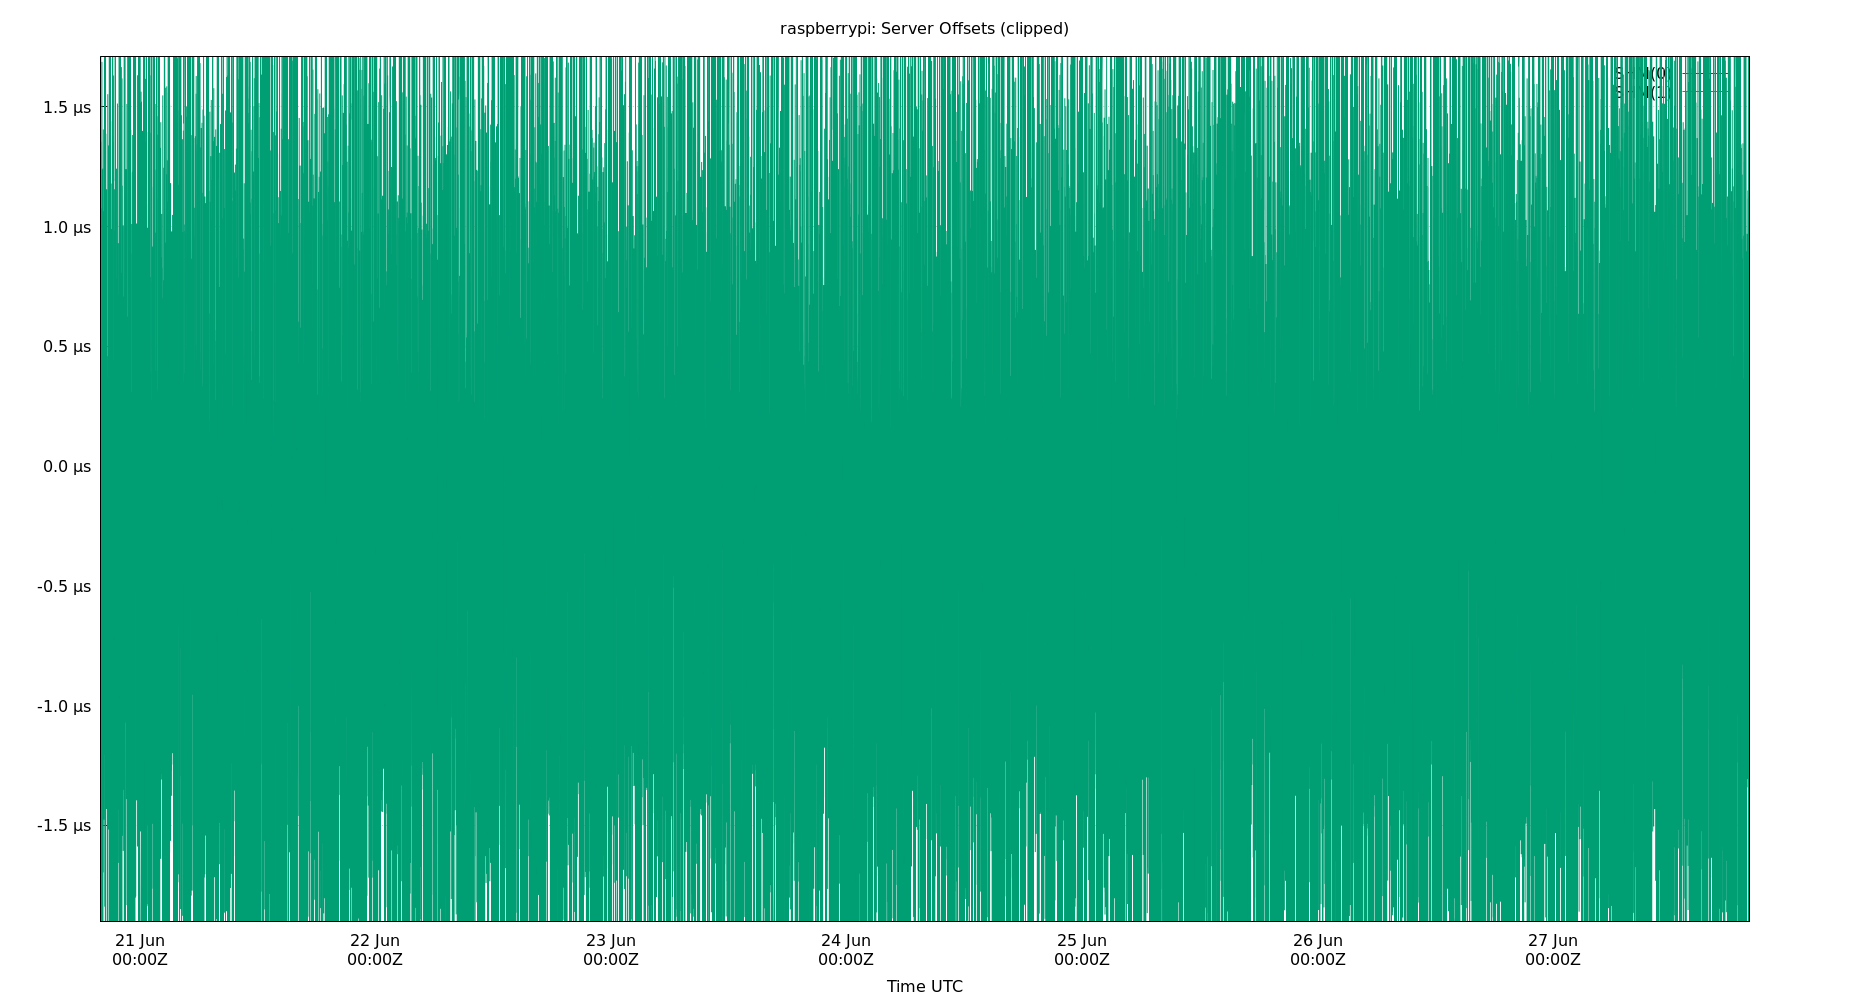 raspberrypi: Server Offsets (clipped)
1.5 µs
1.0 µs
0.5 µs
0.0 µs
-0.5 µs
-1.0 µs
-1.5 µs
21 Jun
00:00Z
22 Jun
00:00Z
23 Jun
00:00Z
24 Jun
00:00Z
25 Jun
00:00Z
26 Jun
00:00Z
27 Jun
00:00Z
Time UTC